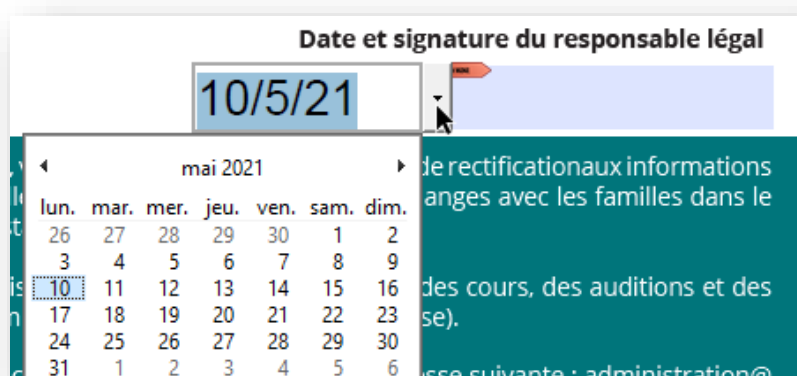 Date et signature du responsable légal
10/5/21
mai 2021
lun. mar. mer. jeu. ven. sam. dim.
26 27 28 29 30 1 2
3 4 5 6 7 8 9
10 11 12 13 14 15 16
17 18 19 20 21 22 23
24 25 26 27 28 29 30
31 1 2 3 4 5 6
de rectificationaux informations
anges avec les familles dans le
des cours, des auditions et des
se).
esse suivante : administration@